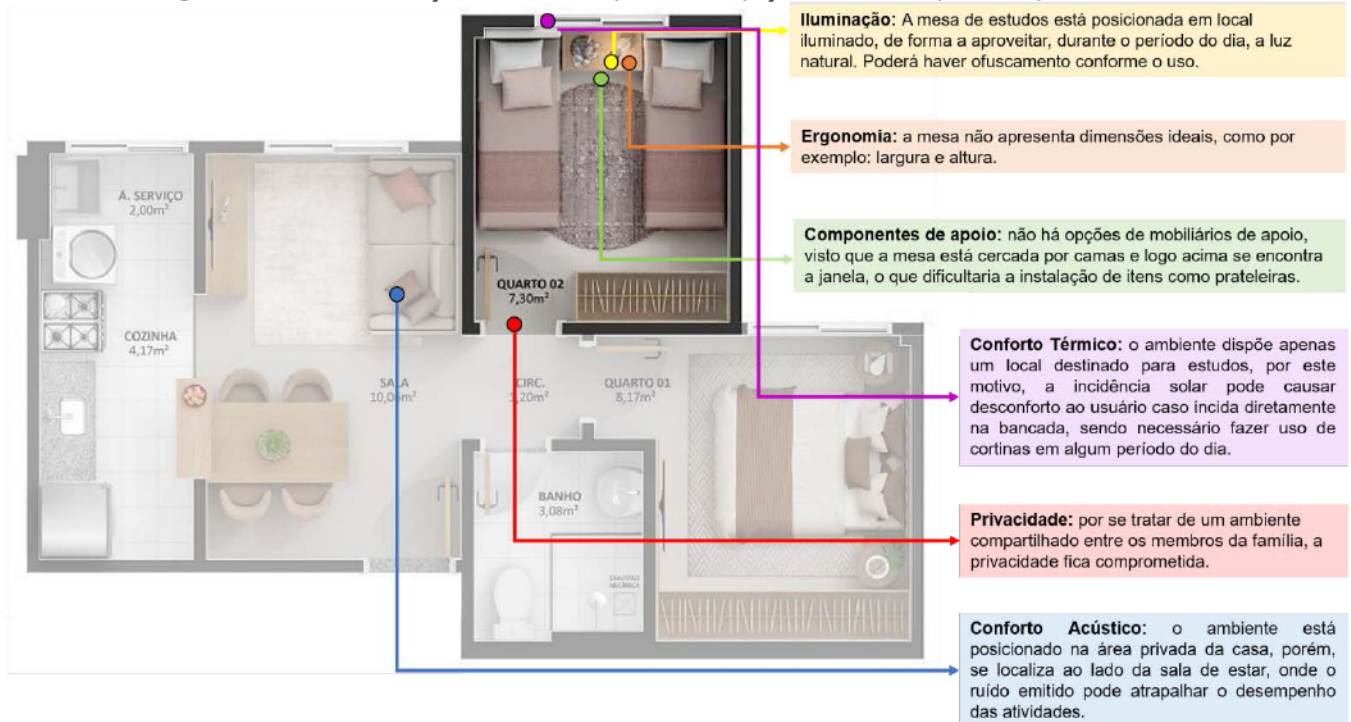 Iluminação: A mesa de estudos está posicionada em local
iluminado, de forma a aproveitar, durante o período do dia, a luz
natural. Poderá haver ofuscamento conforme o uso.
Ergonomia: a mesa não apresenta dimensões ideais, como por
exemplo: largura e altura.
Componentes de apoio: não há opções de mobiliários de apoio,
visto que a mesa está cercada por camas e logo acima se encontra
a janela, o que dificultaria a instalação de itens como prateleiras.
Conforto Térmico: o ambiente dispõe apenas
um local destinado para estudos, por este
motivo, a incidência solar pode causar
desconforto ao usuário caso incida diretamente
na bancada, sendo necessário fazer uso de
cortinas em algum período do dia.
Privacidade: por se tratar de um ambiente
compartilhado entre os membros da família, a
privacidade fica comprometida.
Conforto Acústico: o ambiente está
posicionado na área privada da casa, porém,
se localiza ao lado da sala de estar, onde o
ruído emitido pode atrapalhar o desempenho
das atividades.
Á. SERVIÇO
2,00m²
QUARTO 02
7,30m²
COZINHA
4,17m²
SALA
CIRC.
1,20m²
QUARTO 01
8,17m²
BANHO
3,08m²
EXAUSTÃO
MECÂNICA